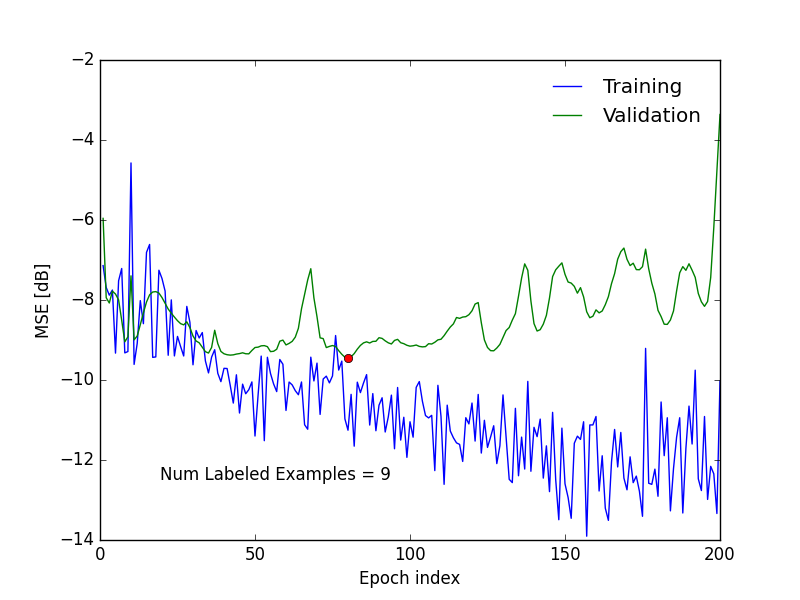 −2
−4
−6
−8
−10
−12
−14
MSE [dB]
Training
Validation
Num Labeled Examples = 9
0 50 100 150 200
Epoch index